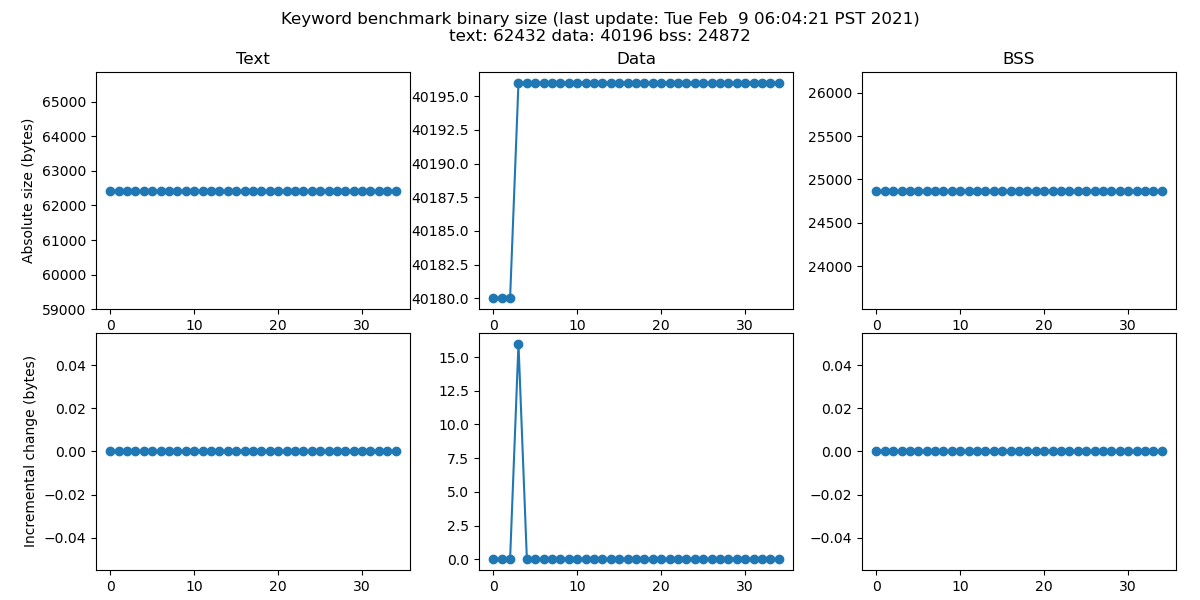 Keyword benchmark binary size (last update: Tue Feb  9 06:04:21 PST 2021)
text: 62432 data: 40196 bss: 24872
Text
Absolute size (bytes)
65000
64000
63000
62000
61000
60000
59000
0 10 20 30
Data
40195.0
40192.5
40190.0
40187.5
40185.0
40182.5
40180.0
0 10 20 30
BSS
26000
25500
25000
24500
24000
0 10 20 30
Incremental change (bytes)
0.04
0.02
0.00
−0.02
−0.04
0 10 20 30
15.0
12.5
10.0
7.5
5.0
2.5
0.0
0 10 20 30
0.04
0.02
0.00
−0.02
−0.04
0 10 20 30